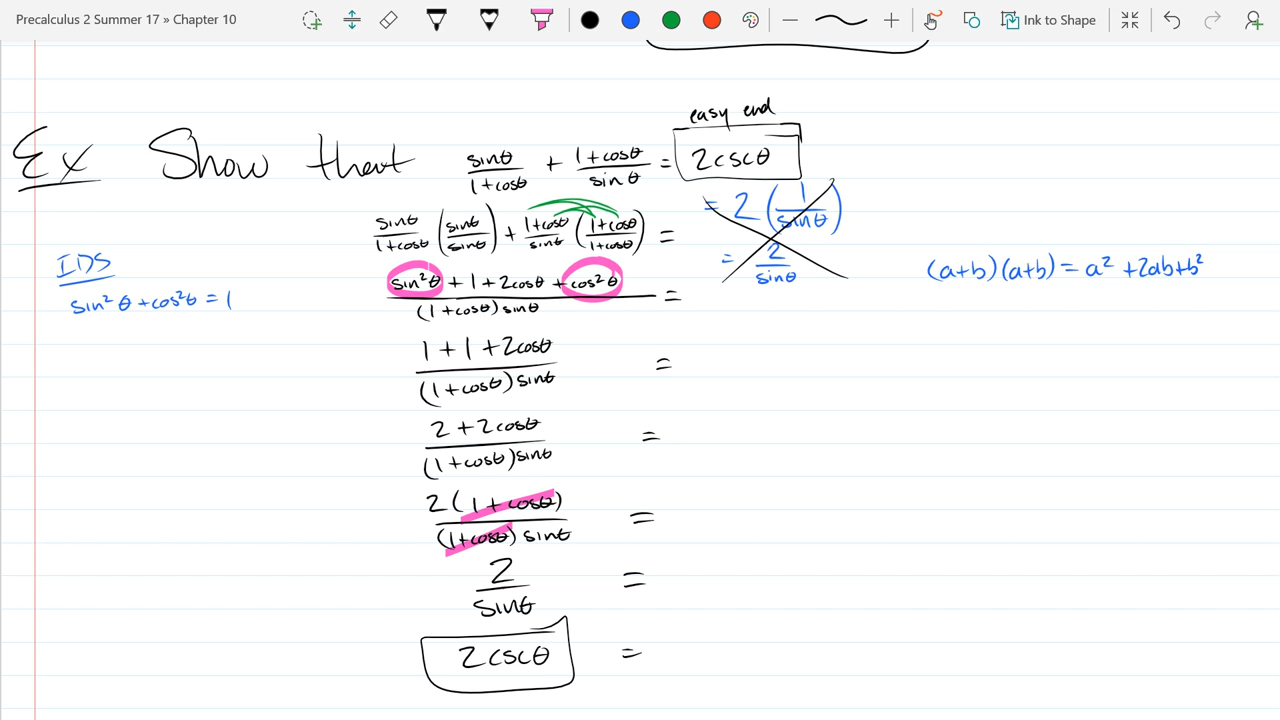 Precalculus 2 Summer 17 » Chapter 10
Ink to Shape
easy end
Ex Show that sinθ/(1+cosθ) + (1+cosθ)/sinθ = 2cscθ
sinθ/(1+cosθ) (sinθ/sinθ) + (1+cosθ)/sinθ ((1+cosθ)/(1+cosθ)) =
= 2(1/sinθ)
= 2/sinθ
IDS
sin²θ + cos²θ = 1
(sin²θ + 1 + 2cosθ + cos²θ)/((1+cosθ) sinθ) =
(a+b)(a+b) = a² + 2ab + b²
(1 + 1 + 2cosθ)/((1+cosθ) sinθ) =
(2 + 2cosθ)/((1+cosθ) sinθ) =
2(1+cosθ)/((1+cosθ) sinθ) =
2/sinθ =
2cscθ =